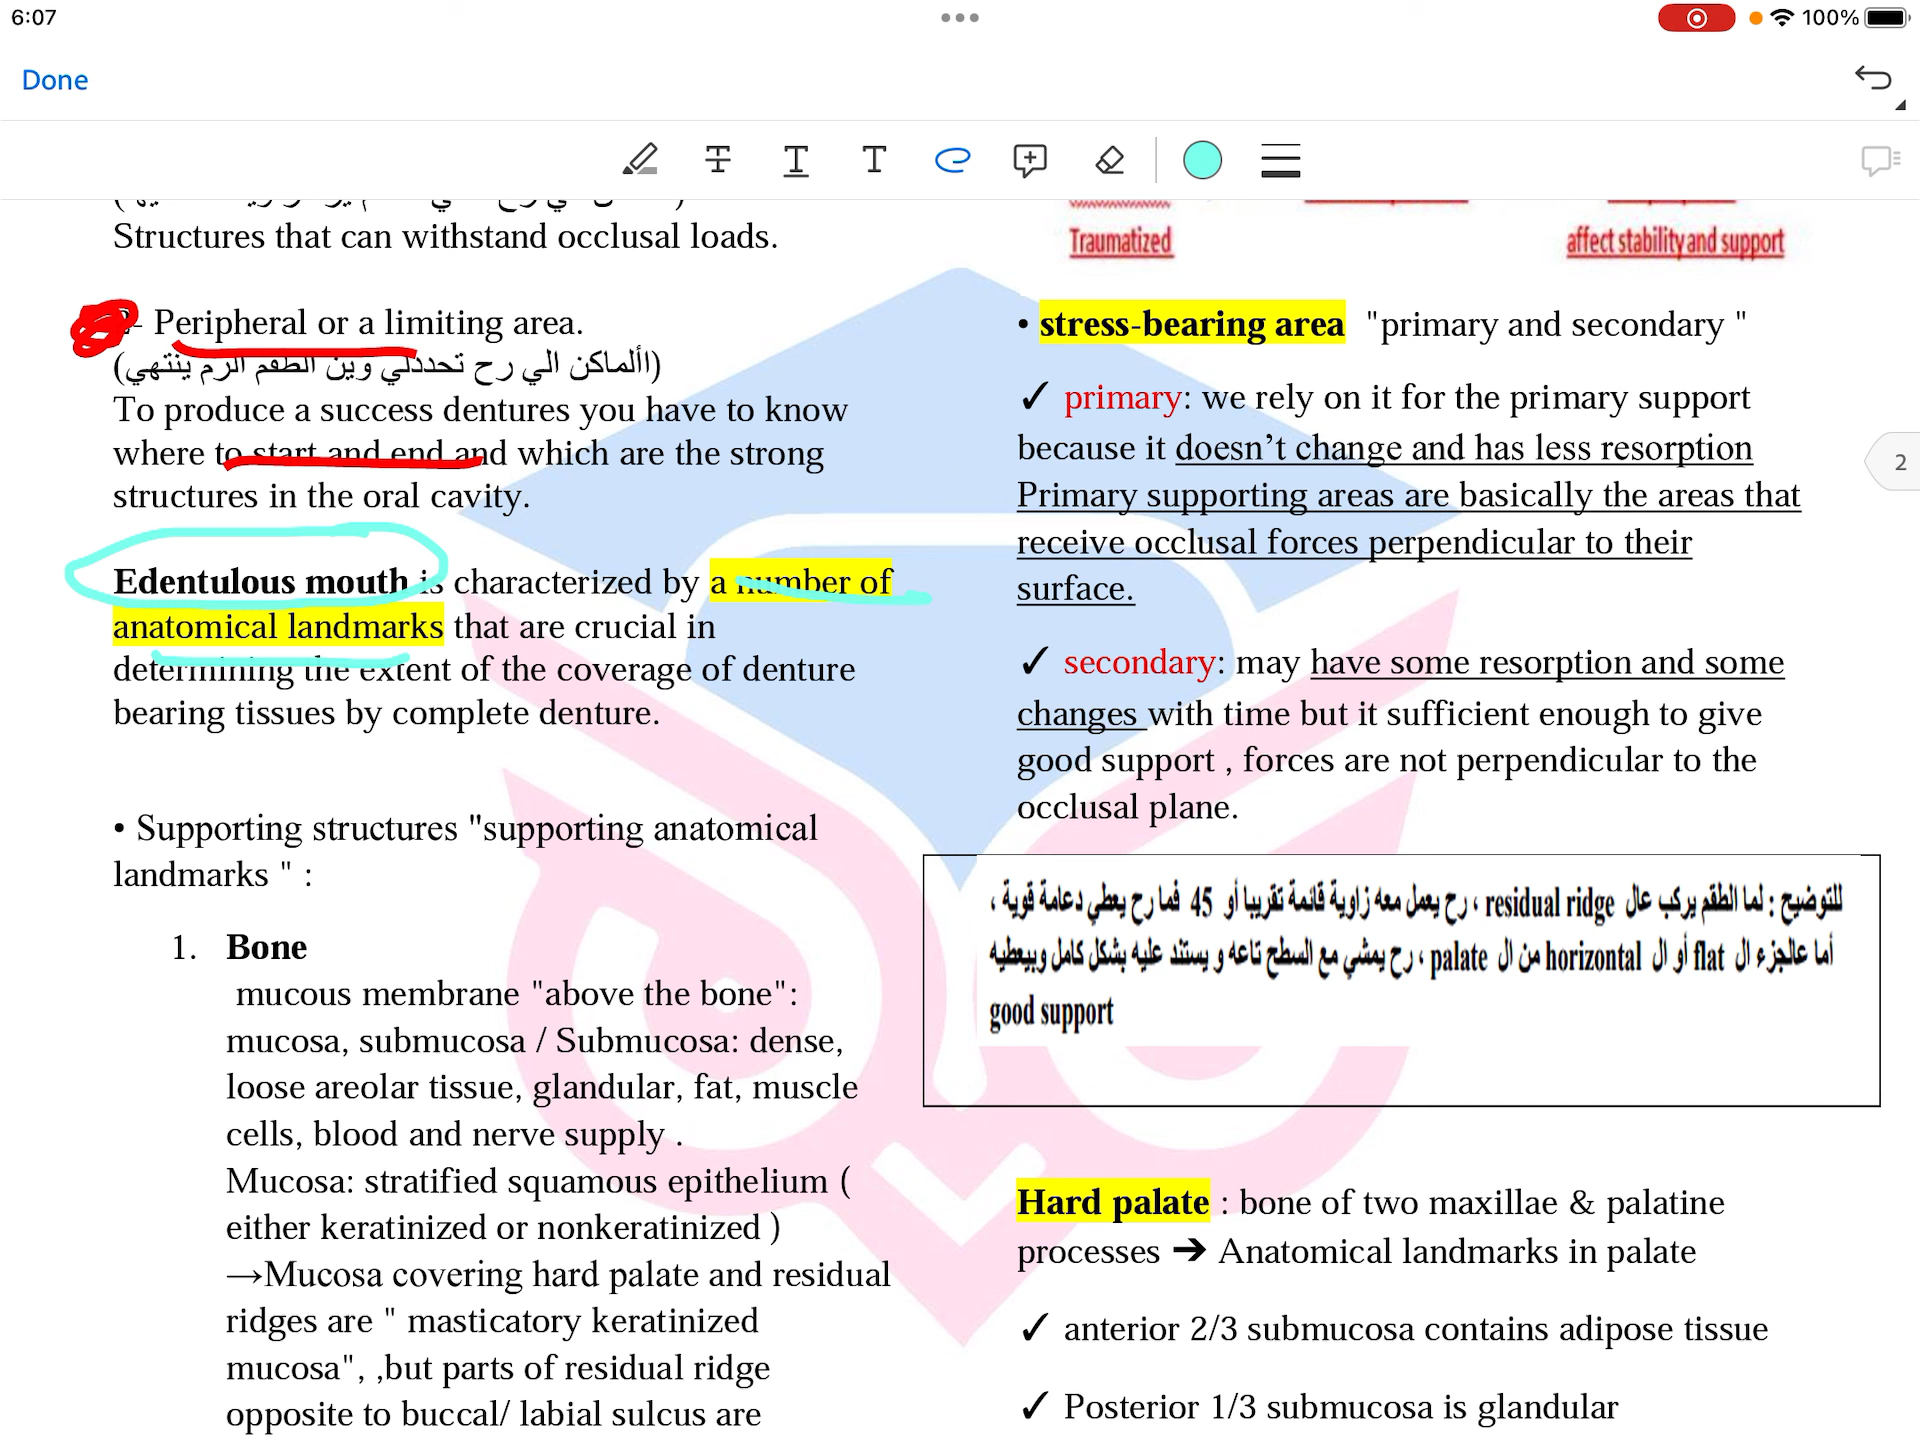 6:07
100%
Done
Structures that can withstand occlusal loads.
- Peripheral or a limiting area.
(األماكن الي رح تحددلي وين الطقم الزم ينتهي)
To produce a success dentures you have to know
where to start and end and which are the strong
structures in the oral cavity.
Edentulous mouth is characterized by a number of
anatomical landmarks that are crucial in
determining the extent of the coverage of denture
bearing tissues by complete denture.
• Supporting structures "supporting anatomical
landmarks " :
1. Bone
mucous membrane "above the bone":
mucosa, submucosa / Submucosa: dense,
loose areolar tissue, glandular, fat, muscle
cells, blood and nerve supply .
Mucosa: stratified squamous epithelium (
either keratinized or nonkeratinized )
→Mucosa covering hard palate and residual
ridges are " masticatory keratinized
mucosa", ,but parts of residual ridge
opposite to buccal/ labial sulcus are
Traumatized
affect stability and support
• stress-bearing area "primary and secondary "
✓ primary: we rely on it for the primary support
because it doesn’t change and has less resorption
Primary supporting areas are basically the areas that
receive occlusal forces perpendicular to their
surface.
✓ secondary: may have some resorption and some
changes with time but it sufficient enough to give
good support , forces are not perpendicular to the
occlusal plane.
للتوضيح : لما الطقم يركب عال residual ridge ، رح يعمل معه زاوية قائمة تقريبا أو 45 فما رح يعطي دعامة قوية ،
أما عالجزء ال flat أو ال horizontal من ال palate ، رح يمشي مع السطح تاعه و يستند عليه بشكل كامل وبيعطيه
good support
Hard palate : bone of two maxillae & palatine
processes ➔ Anatomical landmarks in palate
✓ anterior 2/3 submucosa contains adipose tissue
✓ Posterior 1/3 submucosa is glandular
2